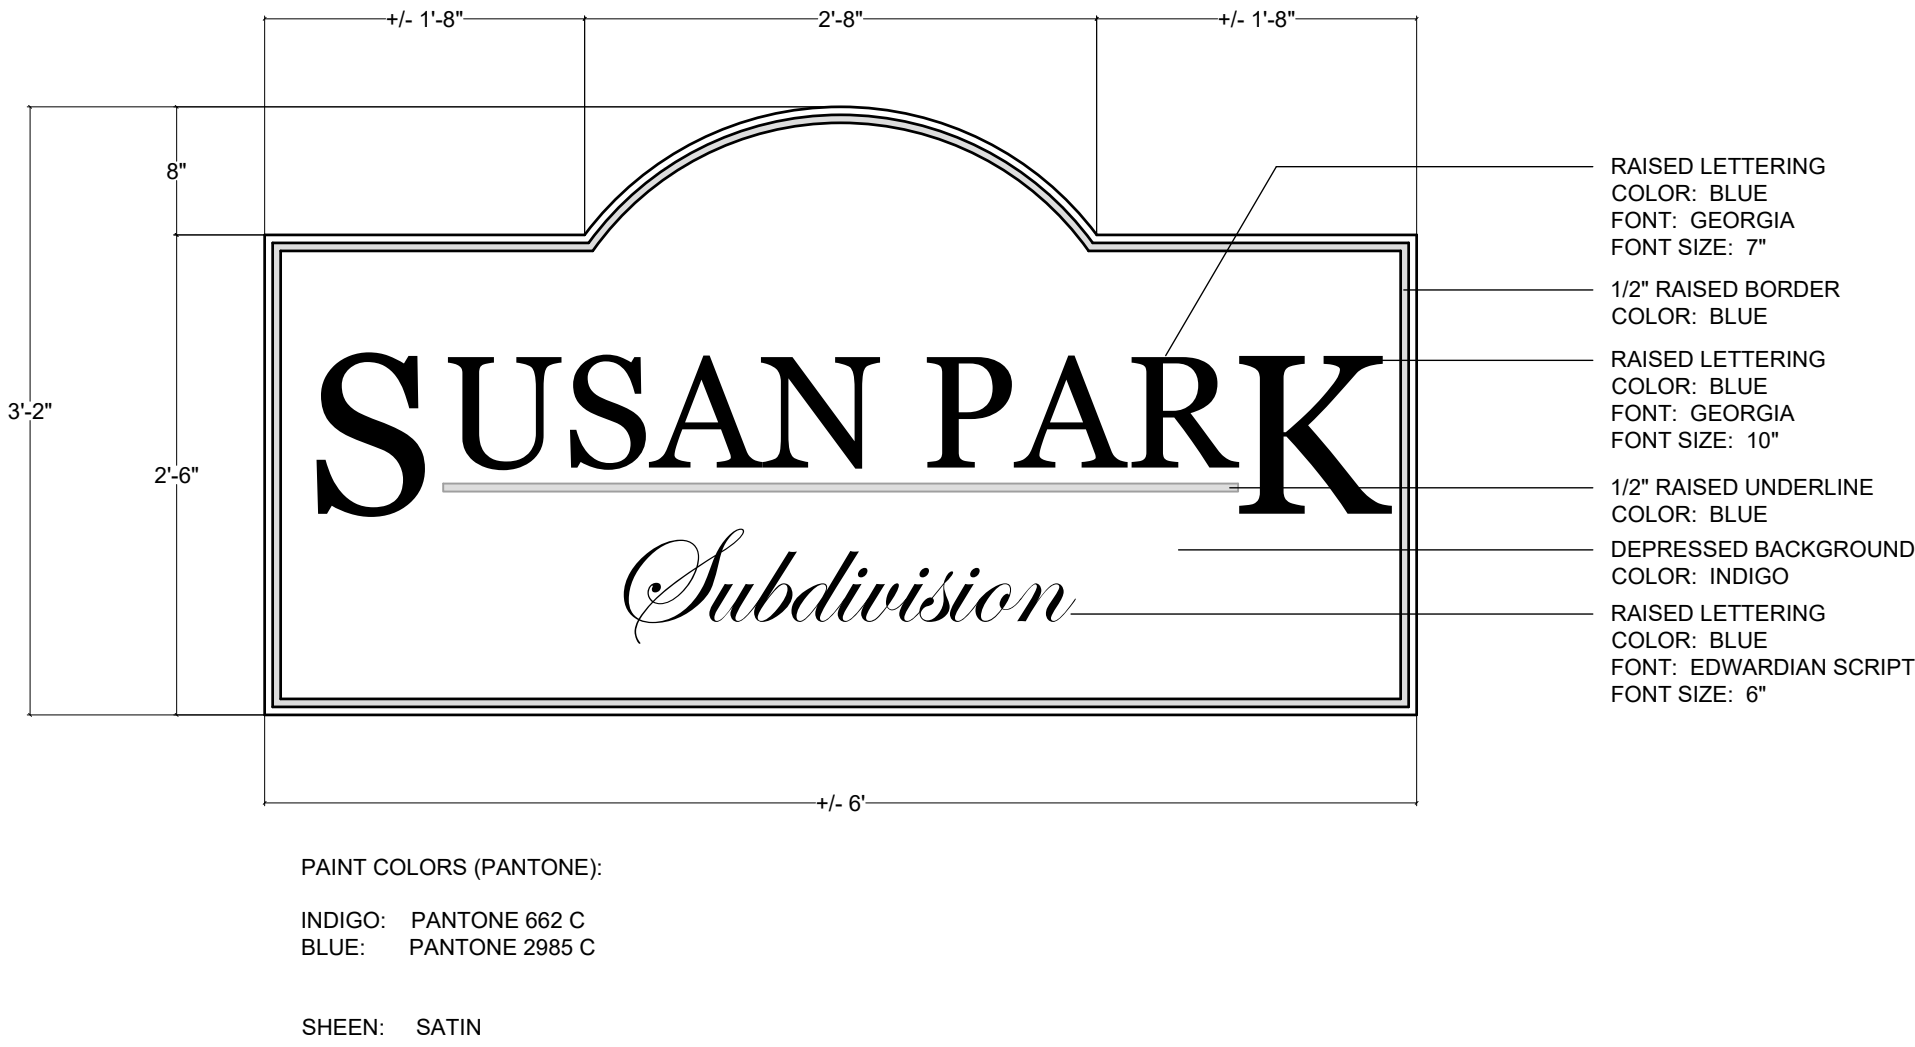 +/- 1'-8" 2'-8" +/- 1'-8"
8"
3'-2"
2'-6"
SUSAN PARK
Subdivision
RAISED LETTERING
COLOR: BLUE
FONT: GEORGIA
FONT SIZE: 7"
1/2" RAISED BORDER
COLOR: BLUE
RAISED LETTERING
COLOR: BLUE
FONT: GEORGIA
FONT SIZE: 10"
1/2" RAISED UNDERLINE
COLOR: BLUE
DEPRESSED BACKGROUND
COLOR: INDIGO
RAISED LETTERING
COLOR: BLUE
FONT: EDWARDIAN SCRIPT
FONT SIZE: 6"
+/- 6'
PAINT COLORS (PANTONE):
INDIGO: PANTONE 662 C
BLUE: PANTONE 2985 C
SHEEN: SATIN